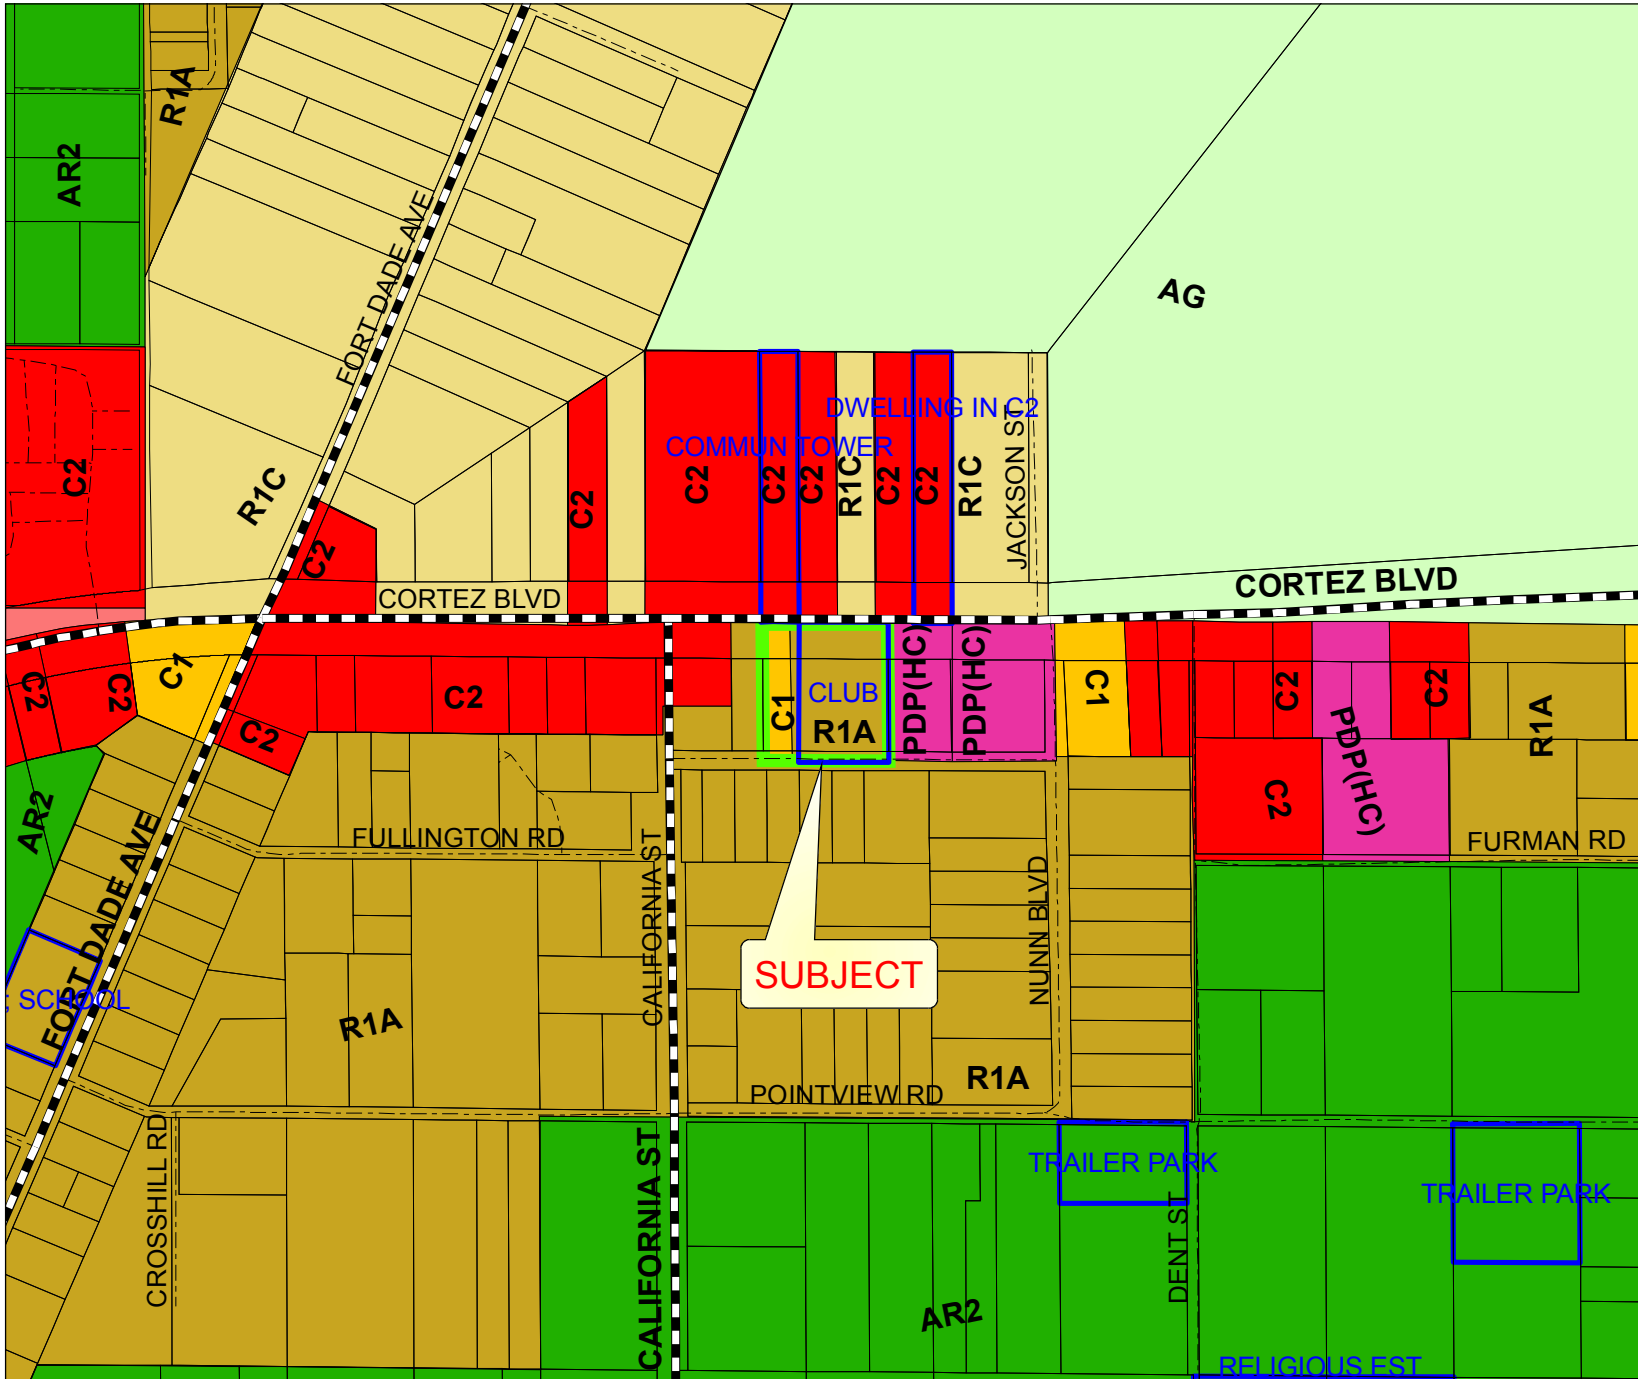 R1A
AR2
FORT DADE AVE
AG
DWELLING IN C2
COMMUN TOWER
C2
R1C
C2
C2
C2
C2
R1C
C2
C2
R1C
JACKSON ST
C2
CORTEZ BLVD
CORTEZ BLVD
C2
C2
C1
C2
C2
C1
CLUB
R1A
PDP(HC)
PDP(HC)
C1
C2
PDP(HC)
C2
R1A
AR2
FORT DADE AVE
FULLINGTON RD
CALIFORNIA ST
C2
FURMAN RD
SUBJECT
NUNN BLVD
; SCHOOL
R1A
POINTVIEW RD
R1A
CROSSHILL RD
CALIFORNIA ST
TRAILER PARK
TRAILER PARK
DENT ST
AR2
RELIGIOUS EST